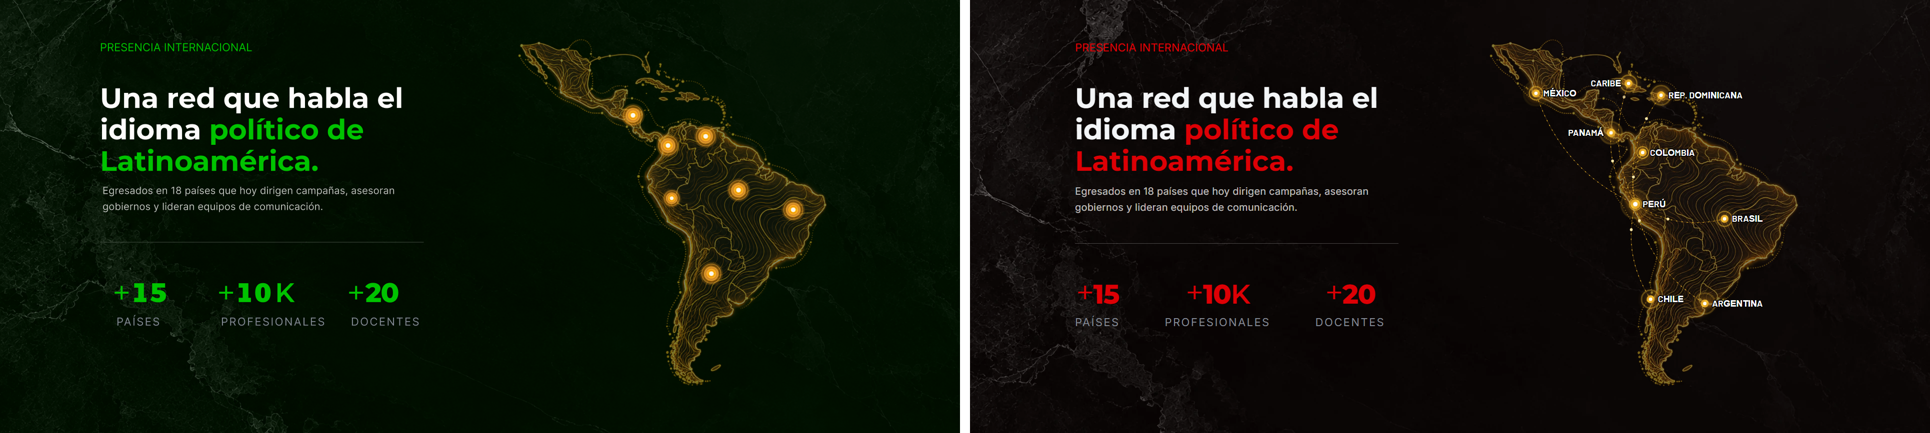 PRESENCIA INTERNACIONAL
Una red que habla el
idioma político de
Latinoamérica.
Egresados en 18 países que hoy dirigen campañas, asesoran
gobiernos y lideran equipos de comunicación.
+15
PAÍSES
+10K
PROFESIONALES
+20
DOCENTES
PRESENCIA INTERNACIONAL
Una red que habla el
idioma político de
Latinoamérica.
Egresados en 18 países que hoy dirigen campañas, asesoran
gobiernos y lideran equipos de comunicación.
+15
PAÍSES
+10K
PROFESIONALES
+20
DOCENTES
CARIBE
MÉXICO
REP. DOMINICANA
PANAMÁ
COLOMBIA
PERÚ
BRASIL
CHILE
ARGENTINA